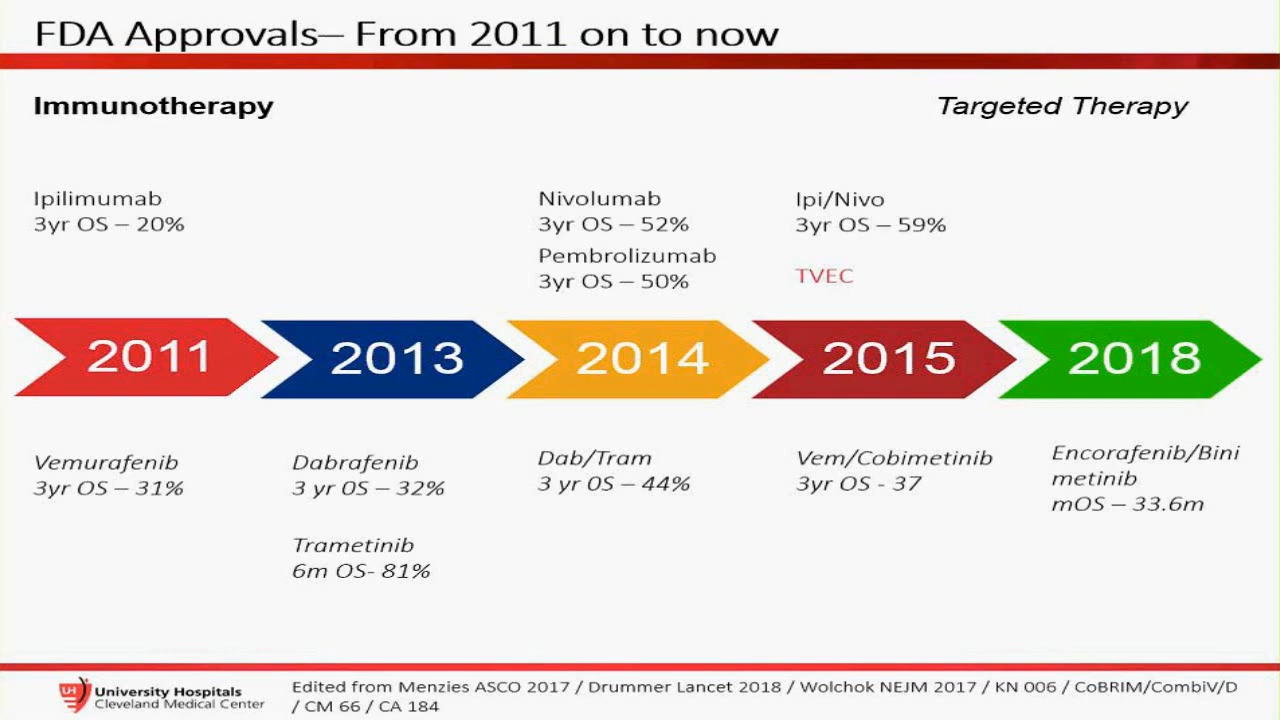 FDA Approvals– From 2011 on to now
Immunotherapy
Targeted Therapy
Ipilimumab
3yr OS – 20%
Nivolumab
3yr OS – 52%
Pembrolizumab
3yr OS – 50%
Ipi/Nivo
3yr OS – 59%
TVEC
2011
2013
2014
2015
2018
Vemurafenib
3yr OS – 31%
Dabrafenib
3 yr 0S – 32%
Trametinib
6m OS- 81%
Dab/Tram
3 yr 0S – 44%
Vem/Cobimetinib
3yr OS - 37
Encorafenib/Bini
metinib
mOS – 33.6m
UH
University Hospitals
Cleveland Medical Center
Edited from Menzies ASCO 2017 / Drummer Lancet 2018 / Wolchok NEJM 2017 / KN 006 / CoBRIM/CombiV/D
/ CM 66 / CA 184